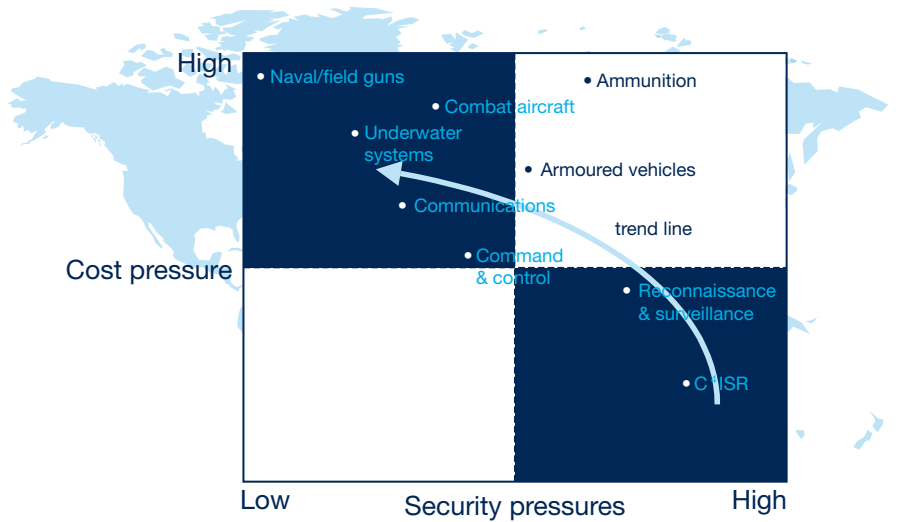 High
Naval/field guns
Ammunition
Combat aircraft
Underwater
systems
Armoured vehicles
Communications
trend line
Command
& control
Cost pressure
Reconnaissance
& surveillance
C⁴ISR
Low
Security pressures
High